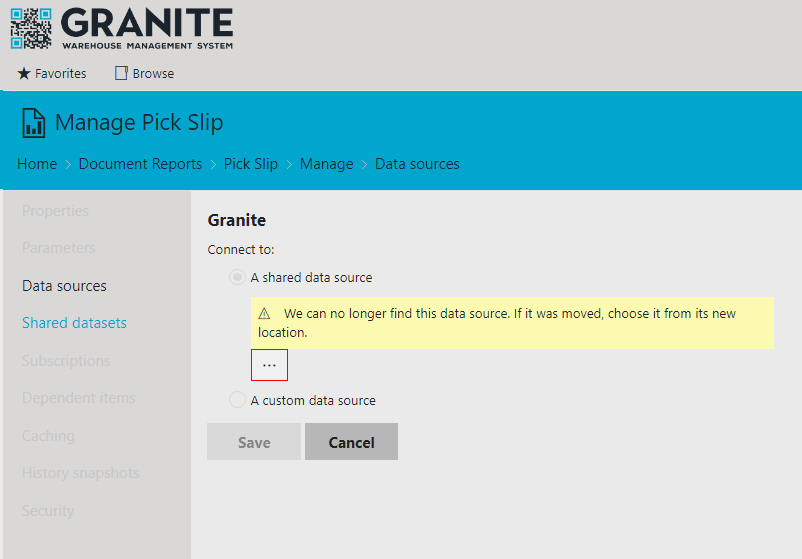 GRANITE
WAREHOUSE MANAGEMENT SYSTEM
★ Favorites Browse
Manage Pick Slip
Home > Document Reports > Pick Slip > Manage > Data sources
Properties
Parameters
Data sources
Shared datasets
Subscriptions
Dependent items
Caching
History snapshots
Security
Granite
Connect to:
A shared data source
We can no longer find this data source. If it was moved, choose it from its new
location.
...
A custom data source
Save Cancel